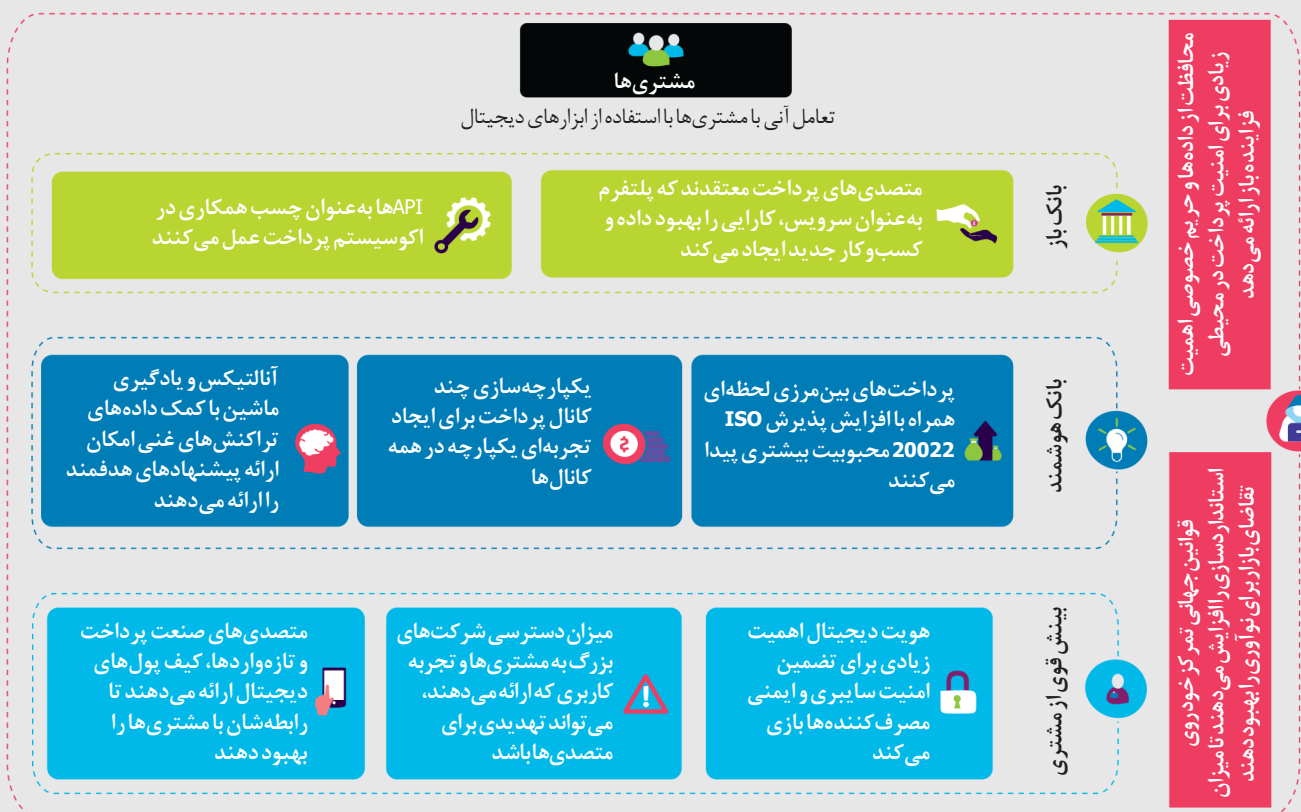 مشتری‌ها
تعامل آنی با مشتری‌ها با استفاده از ابزارهای دیجیتال
محافظت از داده‌ها و حریم خصوصی اهمیت
زیادی برای امنیت پرداخت در محیطی
فزاینده باز ارائه می‌دهد
بانک باز
متصدی‌های پرداخت معتقدند که پلتفرم
به‌عنوان سرویس، کارایی را بهبود داده و
کسب‌وکار جدید ایجاد می‌کند
APIها به‌عنوان چسب همکاری در
اکوسیستم پرداخت عمل می‌کنند
بانک هوشمند
پرداخت‌های بین‌مرزی لحظه‌ای
همراه با افزایش پذیرش ISO
20022 محبوبیت بیشتری پیدا
می‌کنند
یکپارچه‌سازی چند
کانال پرداخت برای ایجاد
تجربه‌ای یکپارچه در همه
کانال‌ها
آنالتیکس و یادگیری
ماشین با کمک داده‌های
تراکنش‌های غنی امکان
ارائه پیشنهادهای هدفمند
را ارائه می‌دهند
قوانین جهانی تمرکز خود روی
استانداردسازی را افزایش می‌دهند تا میزان
تقاضای بازار برای نوآوری را بهبود دهند
بینش قوی از مشتری
هویت دیجیتال اهمیت
زیادی برای تضمین
امنیت سایبری و ایمنی
مصرف‌کننده‌ها بازی
می‌کند
میزان دسترسی شرکت‌های
بزرگ به مشتری‌ها و تجربه
کاربری که ارائه می‌دهند،
می‌تواند تهدیدی برای
متصدی‌ها باشد
متصدی‌های صنعت پرداخت
و تازه‌واردها، کیف پول‌های
دیجیتال ارائه می‌دهند تا
رابطه‌شان با مشتری‌ها را
بهبود دهند